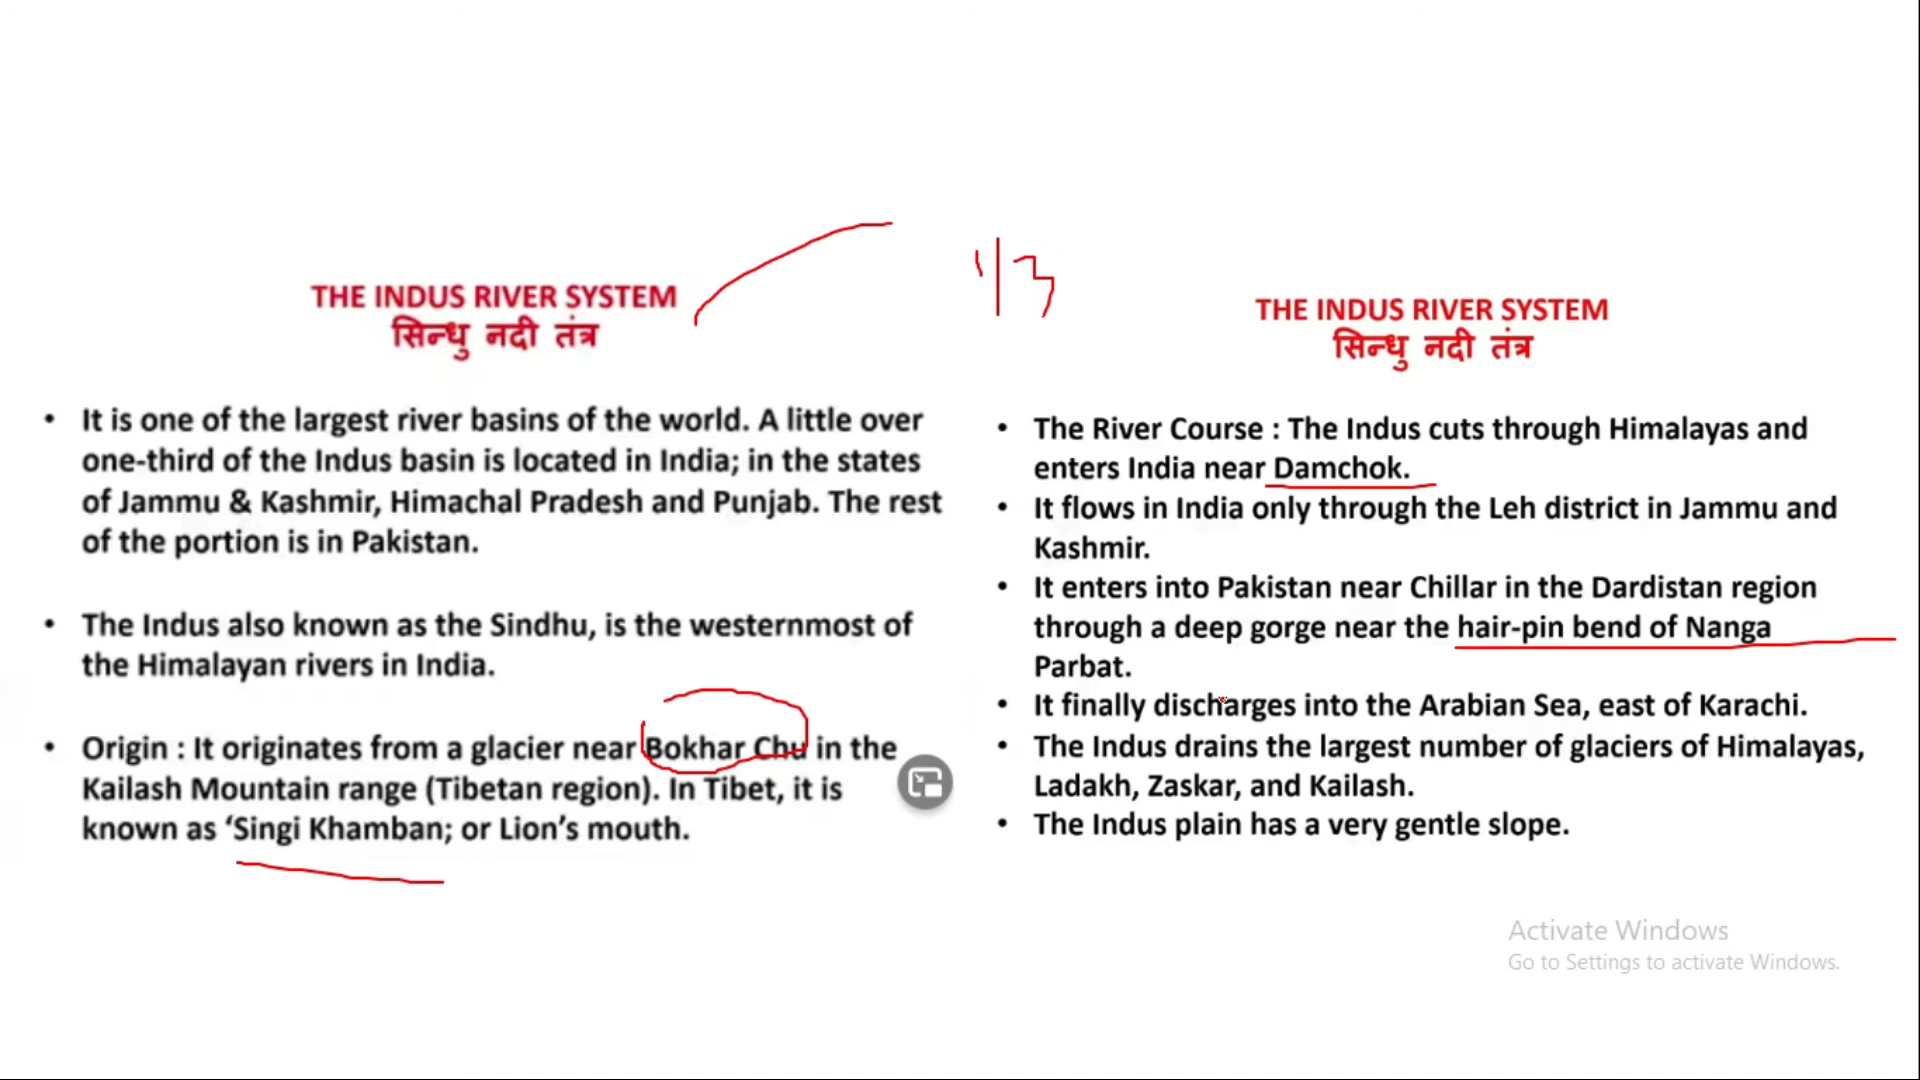 THE INDUS RIVER SYSTEM
सिन्धु नदी तंत्र
• It is one of the largest river basins of the world. A little over
one-third of the Indus basin is located in India; in the states
of Jammu & Kashmir, Himachal Pradesh and Punjab. The rest
of the portion is in Pakistan.
• The Indus also known as the Sindhu, is the westernmost of
the Himalayan rivers in India.
• Origin : It originates from a glacier near Bokhar Chu in the
Kailash Mountain range (Tibetan region). In Tibet, it is
known as ‘Singi Khamban; or Lion’s mouth.
1/3
THE INDUS RIVER SYSTEM
सिन्धु नदी तंत्र
• The River Course : The Indus cuts through Himalayas and
enters India near Damchok.
• It flows in India only through the Leh district in Jammu and
Kashmir.
• It enters into Pakistan near Chillar in the Dardistan region
through a deep gorge near the hair-pin bend of Nanga
Parbat.
• It finally discharges into the Arabian Sea, east of Karachi.
• The Indus drains the largest number of glaciers of Himalayas,
Ladakh, Zaskar, and Kailash.
• The Indus plain has a very gentle slope.
Activate Windows
Go to Settings to activate Windows.